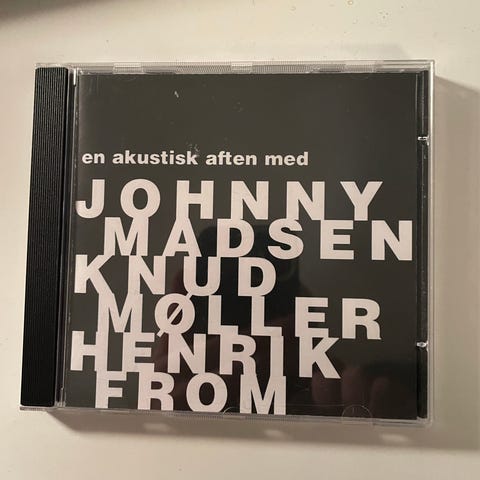 en akustisk aften med
JOHNNY
MADSEN
KNUD
MØLLER
HENRIK
FROM